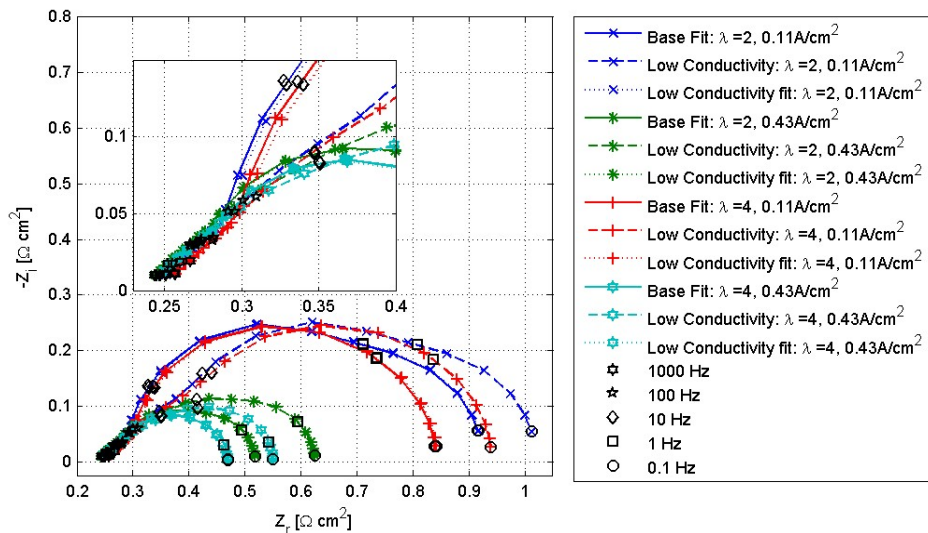 0.8
0.7
0.6
0.5
0.4
0.3
0.2
0.1
0
-Z_i [Ω cm²]
0.2 0.3 0.4 0.5 0.6 0.7 0.8 0.9 1
Z_r [Ω cm²]
0.1
0.05
0
0.25 0.3 0.35 0.4
Base Fit: λ =2, 0.11A/cm²
Low Conductivity: λ =2, 0.11A/cm²
Low Conductivity fit: λ =2, 0.11A/cm²
Base Fit: λ =2, 0.43A/cm²
Low Conductivity: λ =2, 0.43A/cm²
Low Conductivity fit: λ =2, 0.43A/cm²
Base Fit: λ =4, 0.11A/cm²
Low Conductivity: λ =4, 0.11A/cm²
Low Conductivity fit: λ =4, 0.11A/cm²
Base Fit: λ =4, 0.43A/cm²
Low Conductivity: λ =4, 0.43A/cm²
Low Conductivity fit: λ =4, 0.43A/cm²
1000 Hz
100 Hz
10 Hz
1 Hz
0.1 Hz